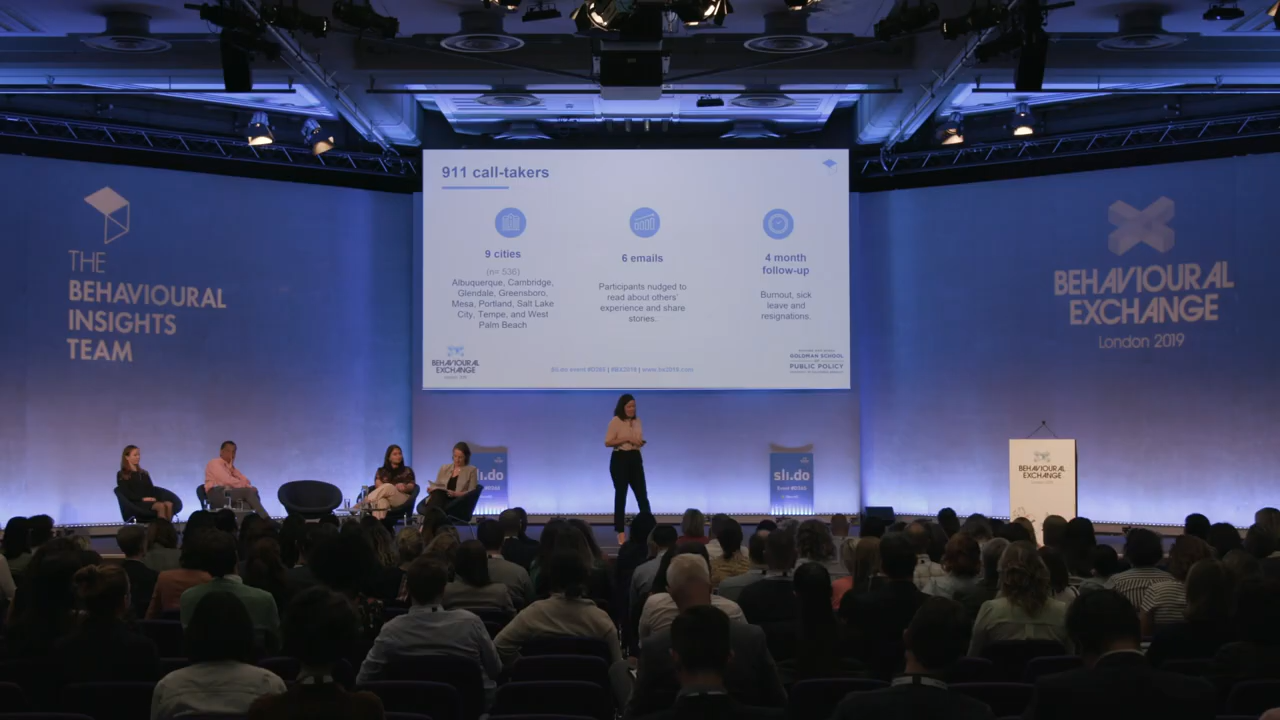 911 call-takers
9 cities
(n= 536)
Albuquerque, Cambridge,
Glendale, Greensboro,
Mesa, Portland, Salt Lake
City, Tempe, and West
Palm Beach
6 emails
Participants nudged to
read about others'
experience and share
stories.
4 month
follow-up
Burnout, sick
leave and
resignations.
BEHAVIOURAL
EXCHANGE
GOLDMAN SCHOOL
PUBLIC POLICY
THE
BEHAVIOURAL
INSIGHTS
TEAM
BEHAVIOURAL
EXCHANGE
London 2019
sli.do
BEHAVIOURAL
EXCHANGE